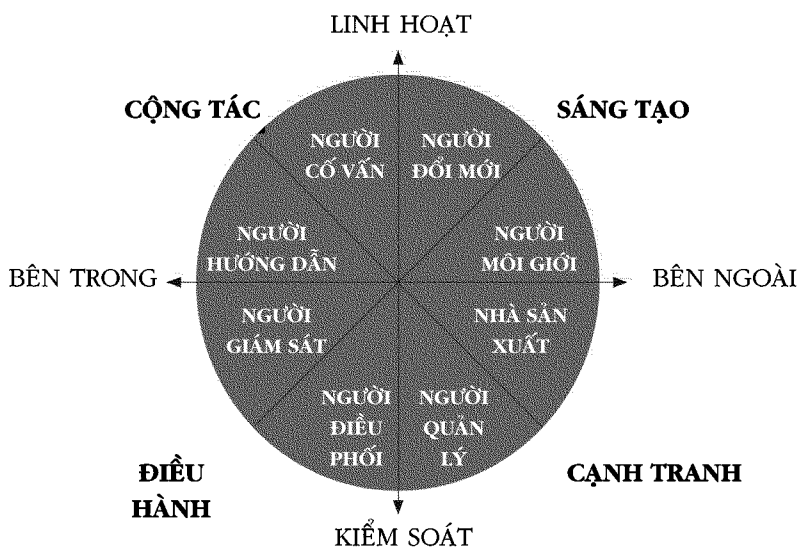 LINH HOẠT
CỘNG TÁC
SÁNG TẠO
NGƯỜI
CỐ VẤN
NGƯỜI
ĐỔI MỚI
NGƯỜI
HƯỚNG DẪN
NGƯỜI
MÔI GIỚI
BÊN TRONG
BÊN NGOÀI
NGƯỜI
GIÁM SÁT
NHÀ SẢN
XUẤT
NGƯỜI
ĐIỀU
PHỐI
NGƯỜI
QUẢN
LÝ
ĐIỀU
HÀNH
CẠNH TRANH
KIỂM SOÁT